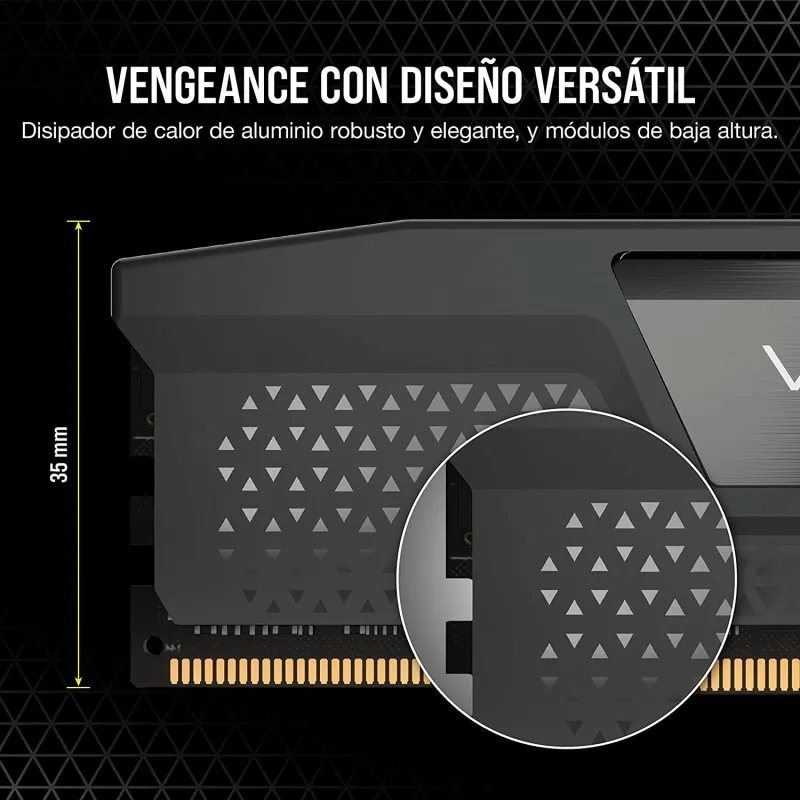 VENGEANCE CON DISEÑO VERSÁTIL
Disipador de calor de aluminio robusto y elegante, y módulos de baja altura.
35 mm
V